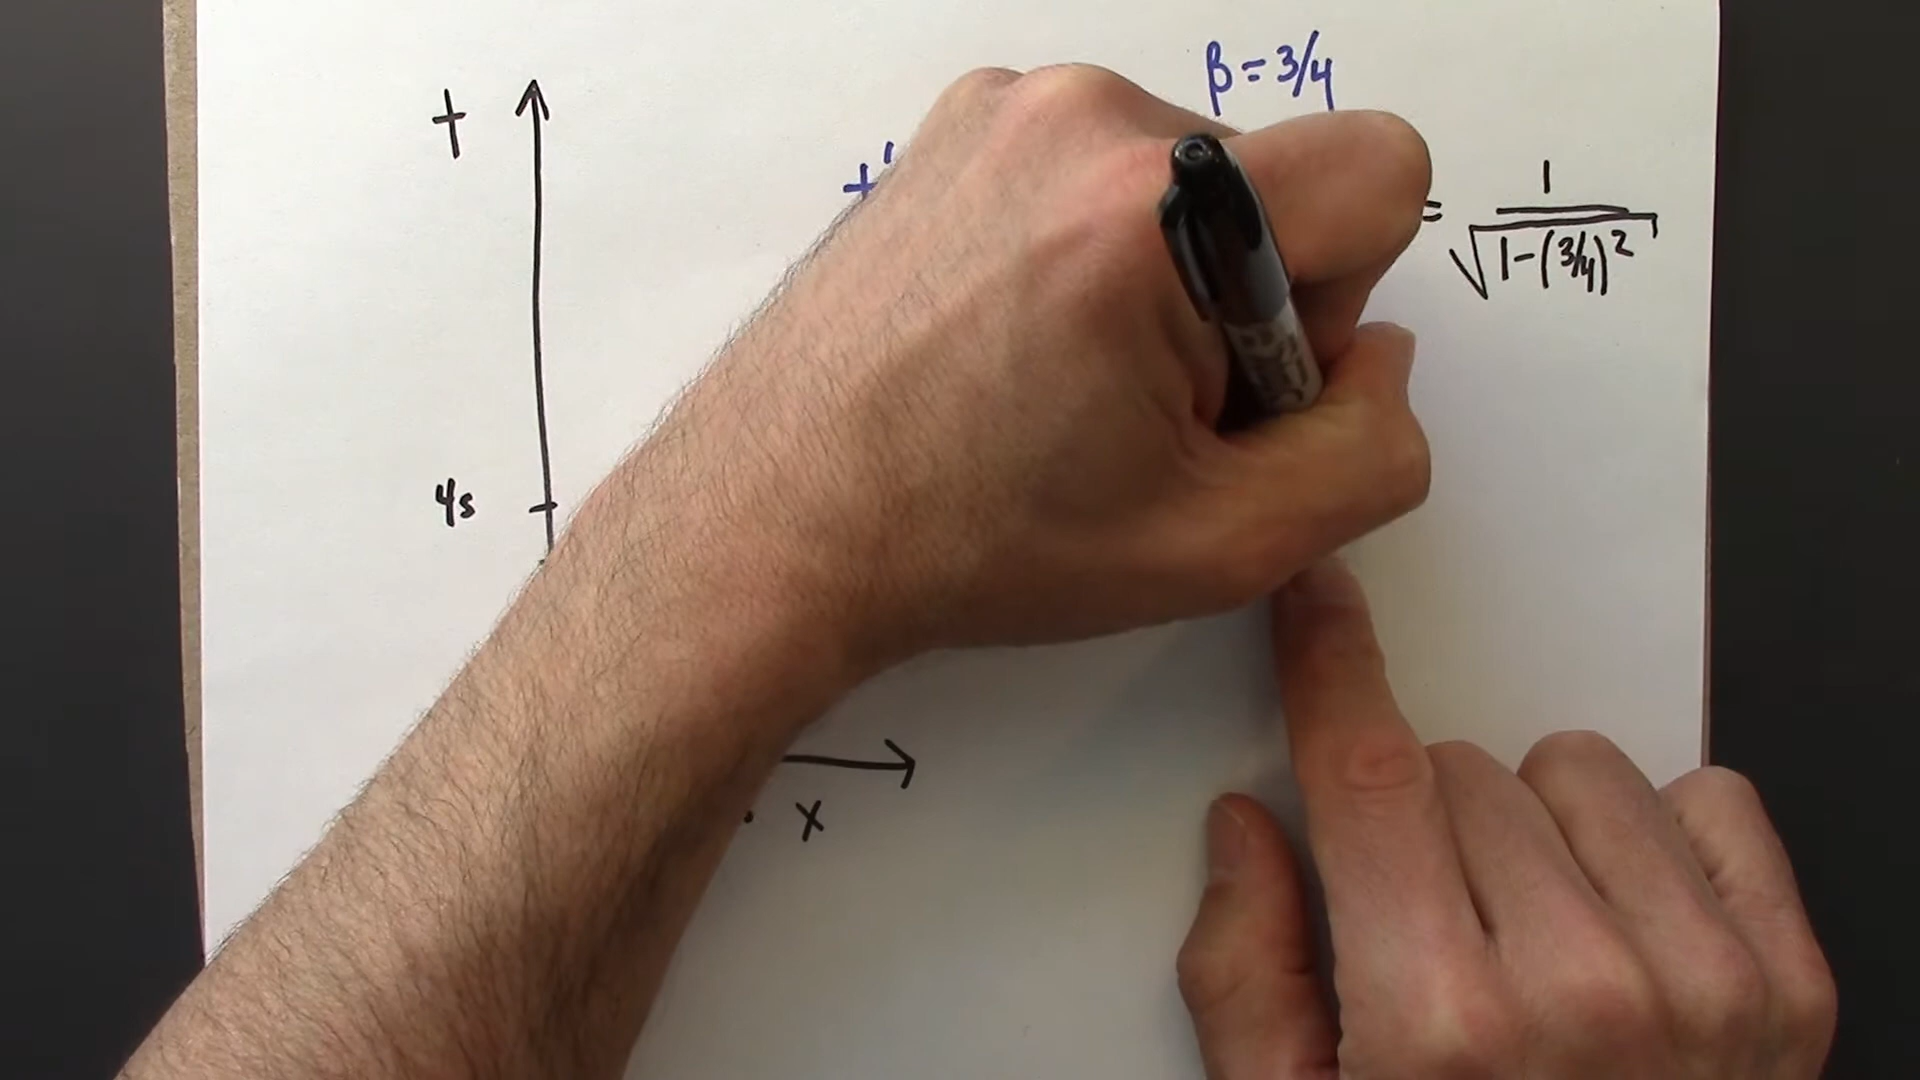 β = 3/4
t
t'
= 1 / √(1-(3/4)²)
4s
x